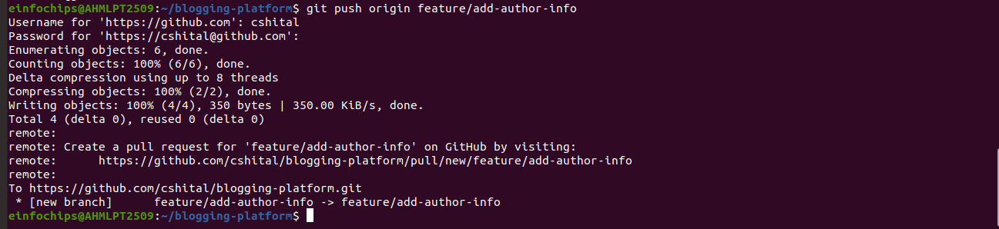 einfochips@AHMLPT2509:~/blogging-platform$ git push origin feature/add-author-info
Username for 'https://github.com': cshital
Password for 'https://cshital@github.com':
Enumerating objects: 6, done.
Counting objects: 100% (6/6), done.
Delta compression using up to 8 threads
Compressing objects: 100% (2/2), done.
Writing objects: 100% (4/4), 350 bytes | 350.00 KiB/s, done.
Total 4 (delta 0), reused 0 (delta 0)
remote:
remote: Create a pull request for 'feature/add-author-info' on GitHub by visiting:
remote:      https://github.com/cshital/blogging-platform/pull/new/feature/add-author-info
remote:
To https://github.com/cshital/blogging-platform.git
 * [new branch]      feature/add-author-info -> feature/add-author-info
einfochips@AHMLPT2509:~/blogging-platform$